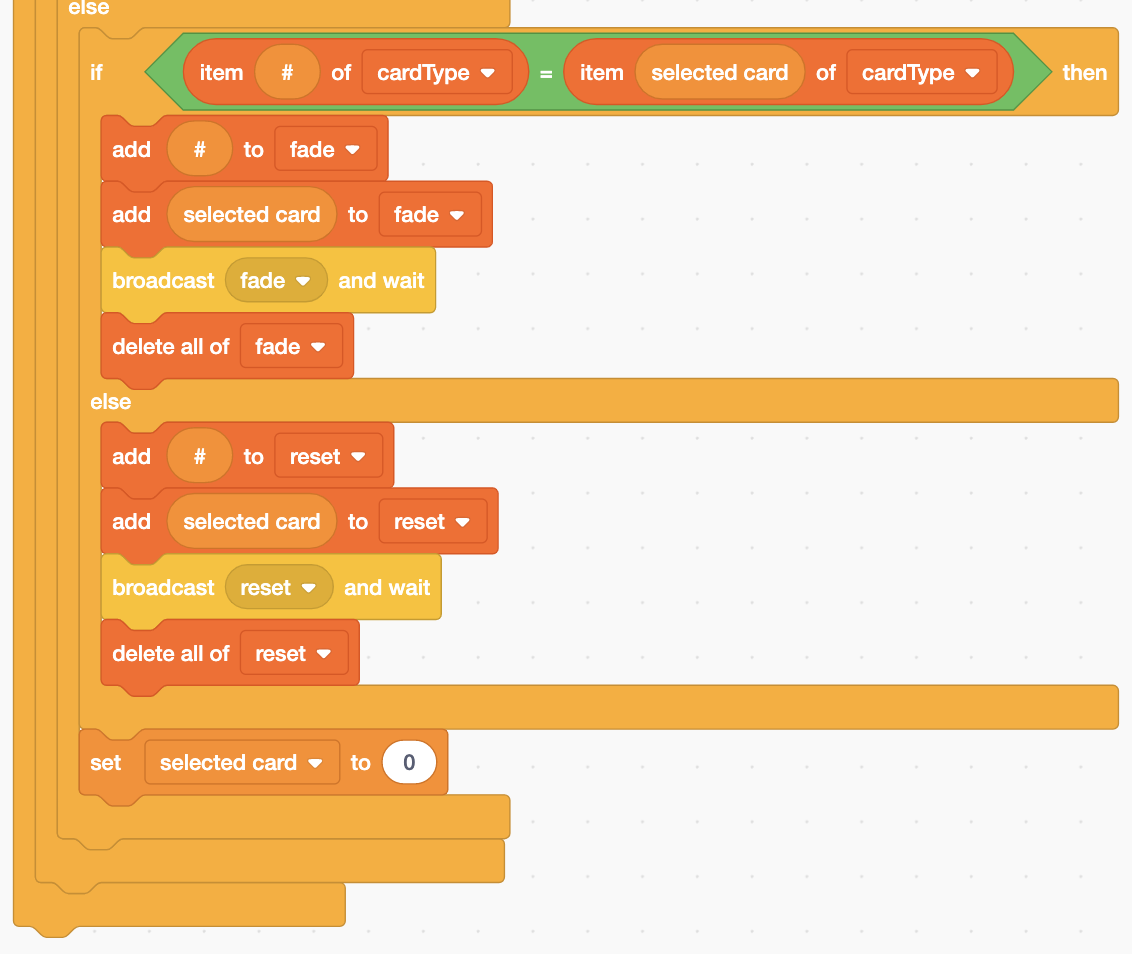 else
if item # of cardType = item selected card of cardType then
add # to fade
add selected card to fade
broadcast fade and wait
delete all of fade
else
add # to reset
add selected card to reset
broadcast reset and wait
delete all of reset
set selected card to 0